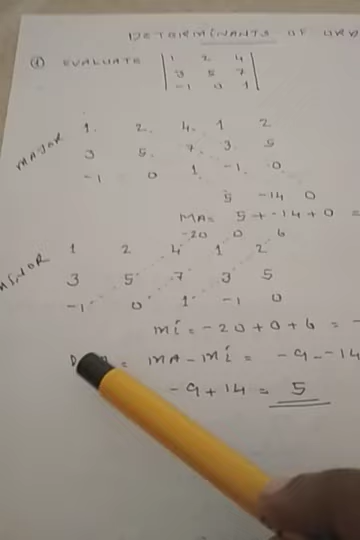 DETERMINANTS OF
① EVALUATE | 1 2 4 |
| 3 5 7 |
| -1 0 1 |
MAJOR
1. 2. 4. 1 2
3 5. 7 3. 5
-1 0 1. -1. 0
5 -14 0
MA= 5 + -14 + 0 =
-20 0 6
1 2 4 1 2
3 5 7 3 5
-1 0 1 -1 0
Mi = -20 + 0 + 6 = -
= MA - Mi = -9 - -14
-9 + 14 = 5